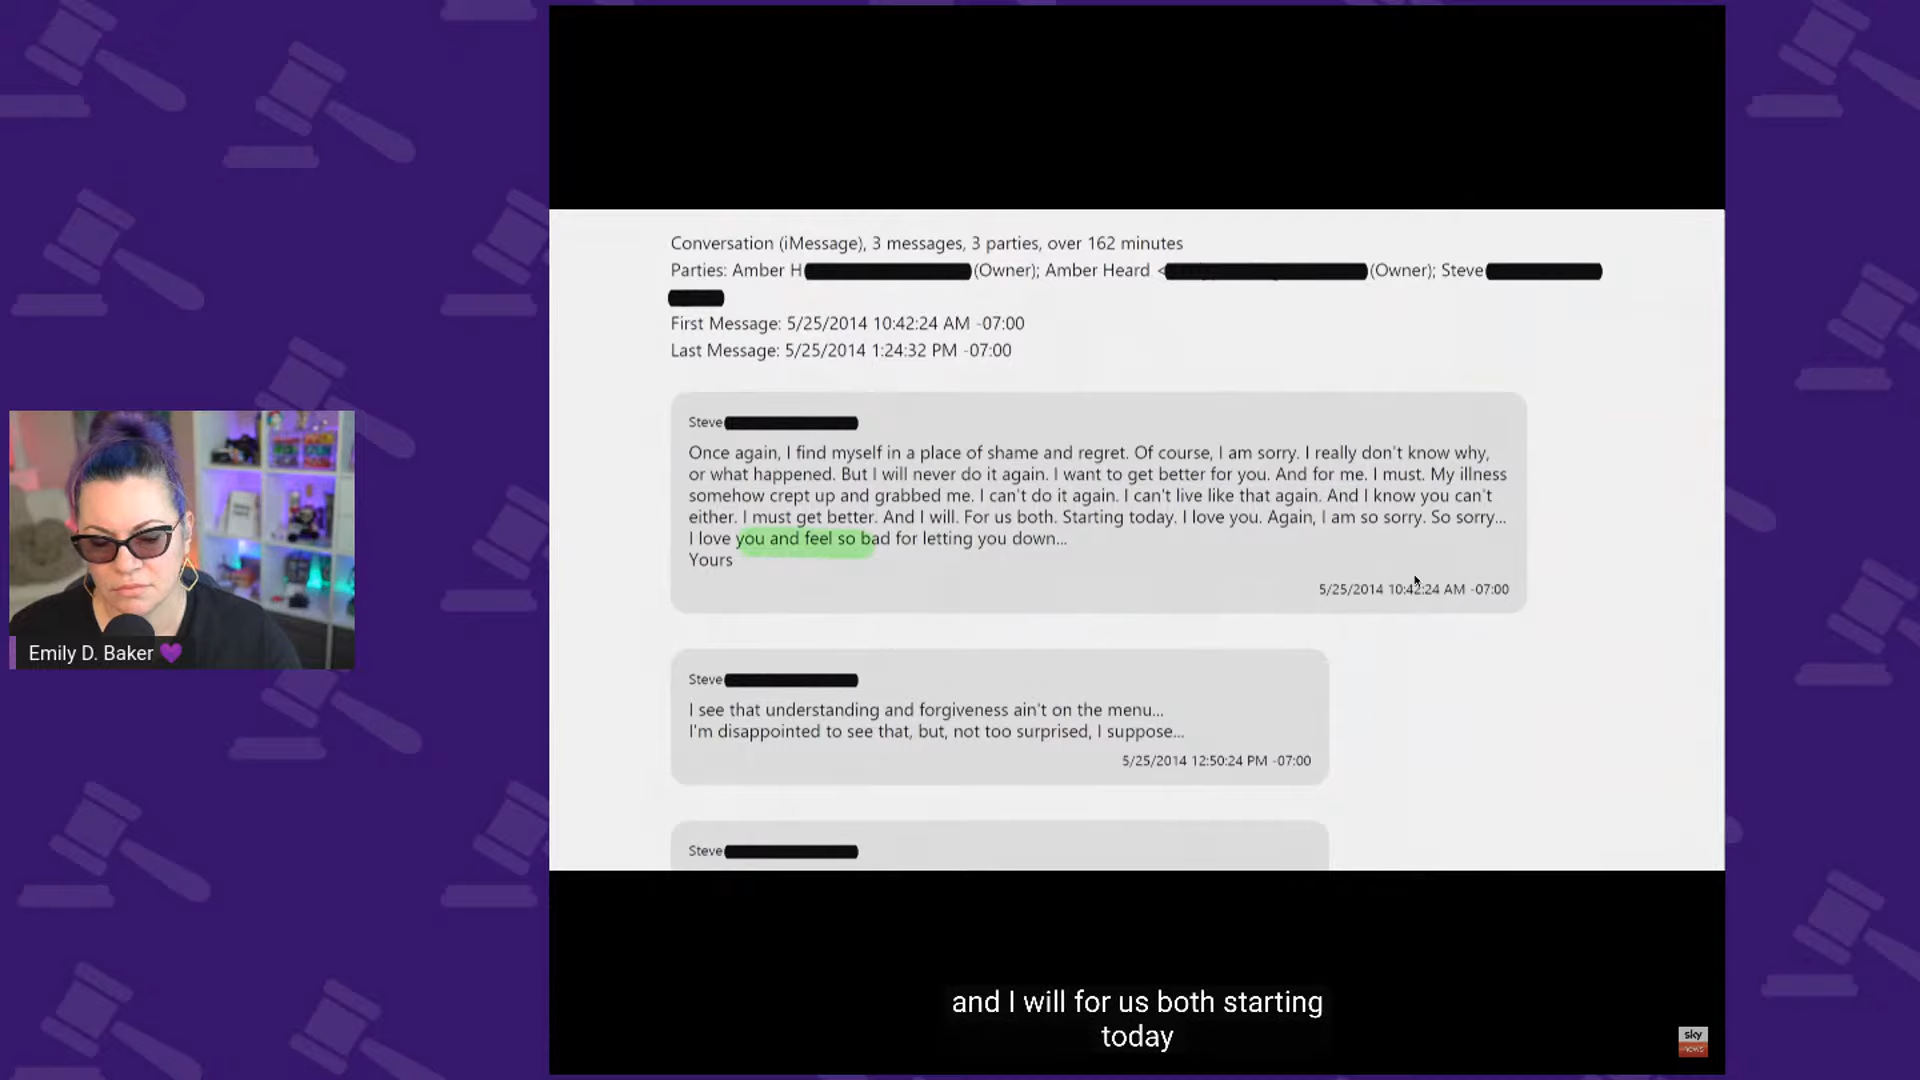 Conversation (iMessage), 3 messages, 3 parties, over 162 minutes
Parties: Amber H (Owner); Amber Heard < (Owner); Steve
First Message: 5/25/2014 10:42:24 AM -07:00
Last Message: 5/25/2014 1:24:32 PM -07:00
Steve
Once again, I find myself in a place of shame and regret. Of course, I am sorry. I really don't know why,
or what happened. But I will never do it again. I want to get better for you. And for me. I must. My illness
somehow crept up and grabbed me. I can't do it again. I can't live like that again. And I know you can't
either. I must get better. And I will. For us both. Starting today. I love you. Again, I am so sorry. So sorry...
I love you and feel so bad for letting you down...
Yours
5/25/2014 10:42:24 AM -07:00
Steve
I see that understanding and forgiveness ain't on the menu...
I'm disappointed to see that, but, not too surprised, I suppose...
5/25/2014 12:50:24 PM -07:00
Steve
Emily D. Baker
and I will for us both starting
today
sky
news